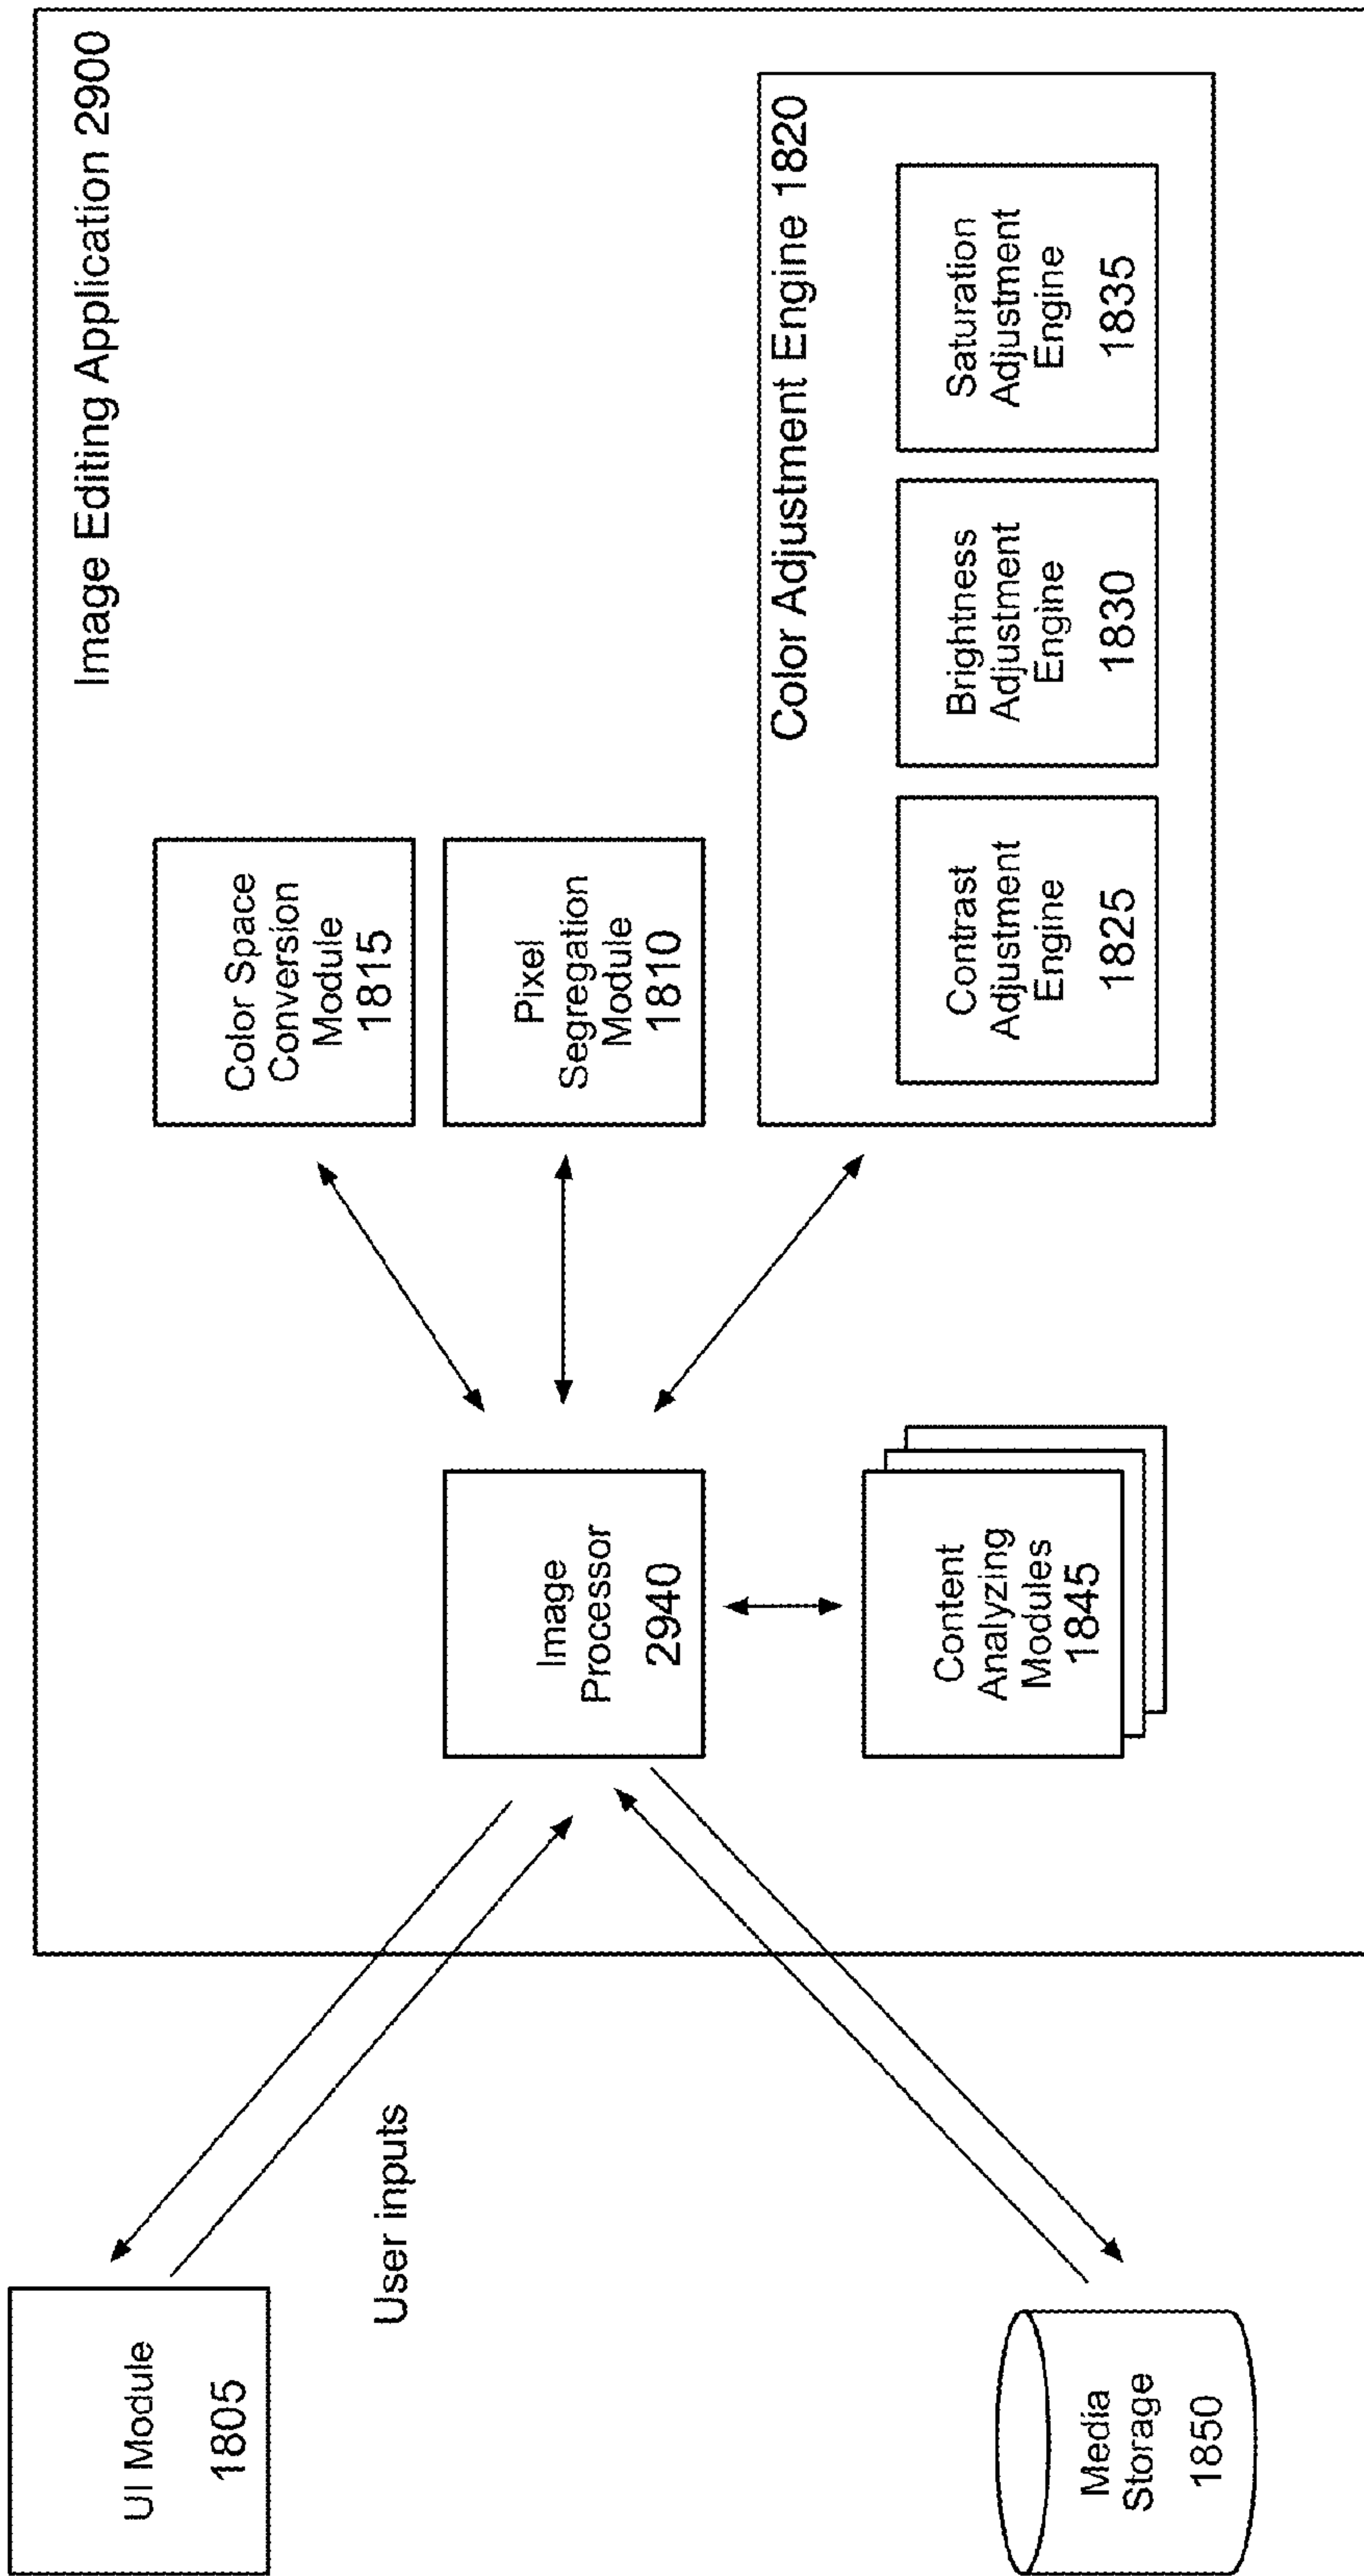 Image Editing Application 2900
UI Module
1805
User inputs
Color Space
Conversion
Module
1815
Image
Processor
2940
Pixel
Segregation
Module
1810
Color Adjustment Engine 1820
Contrast
Adjustment
Engine
1825
Brightness
Adjustment
Engine
1830
Saturation
Adjustment
Engine
1835
Content
Analyzing
Modules
1845
Media
Storage
1850